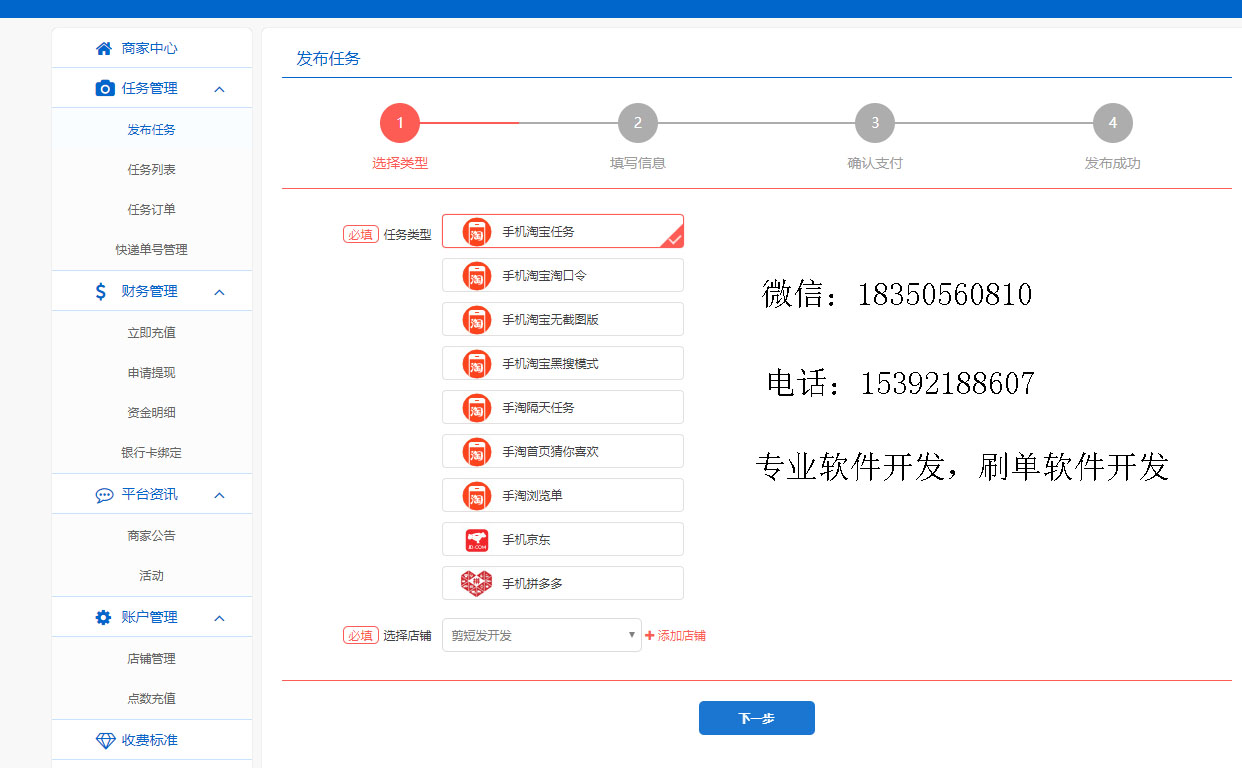 商家中心
任务管理
发布任务
任务列表
任务订单
快递单号管理
财务管理
立即充值
申请提现
资金明细
银行卡绑定
平台资讯
商家公告
活动
账户管理
店铺管理
点数充值
收费标准
发布任务
1 2 3 4
选择类型 填写信息 确认支付 发布成功
必填 任务类型
淘 手机淘宝任务
淘 手机淘宝淘口令
淘 手机淘宝无截图版
淘 手机淘宝黑搜模式
淘 手淘隔天任务
淘 手淘首页猜你喜欢
淘 手淘浏览单
JD.COM 手机京东
手机拼多多
必填 选择店铺 剪短发开发 添加店铺
下一步
微信：18350560810
电话：15392188607
专业软件开发，刷单软件开发